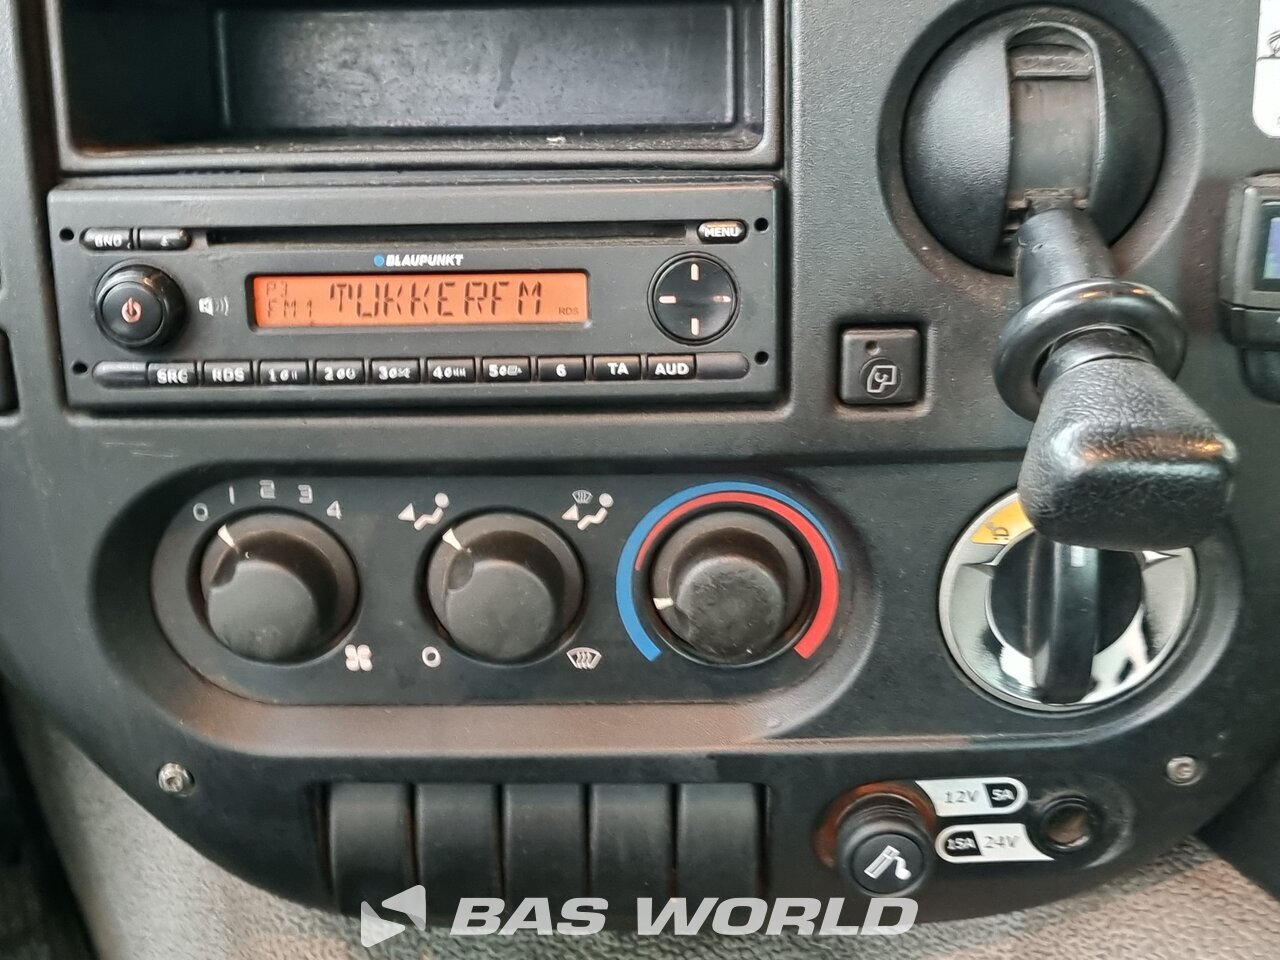 BND
MENU
BLAUPUNKT
P3
FM1 TUKKERFM RDS
SRC RDS 1 2 3 4 5 6 TA AUD
0 1 2 3 4
12V 5A
15A 24V
BAS WORLD